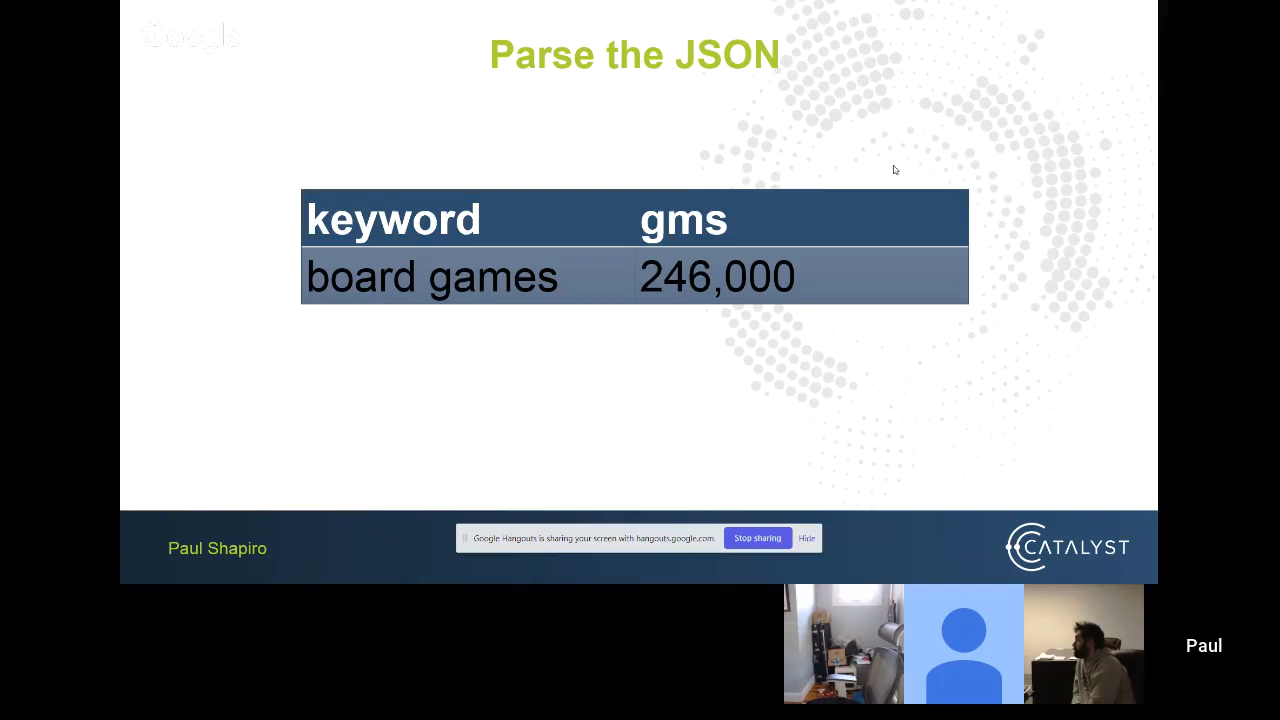 Google
Parse the JSON
keyword gms
board games 246,000
Paul Shapiro
Google Hangouts is sharing your screen with hangouts.google.com. Stop sharing Hide
CATALYST
Paul